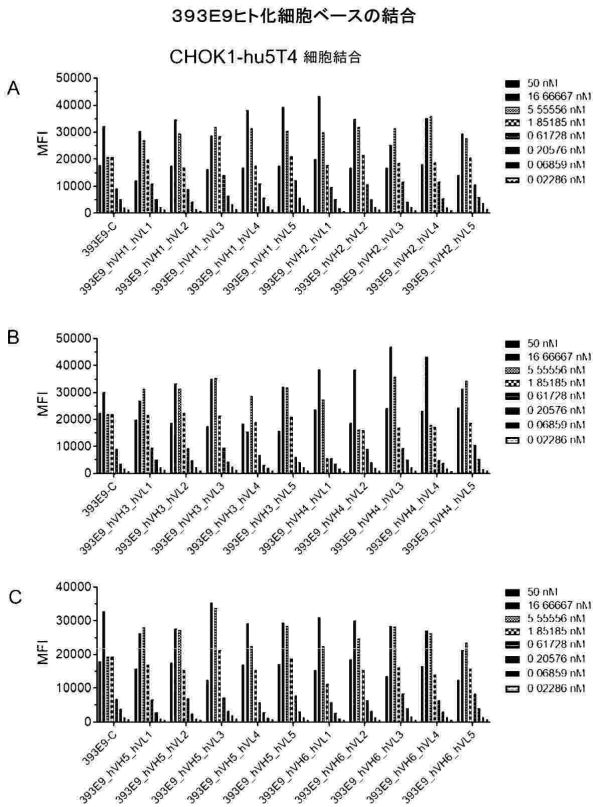 393E9ヒト化細胞ベースの結合
CHOK1-hu5T4 細胞結合
A
MFI
50000
40000
30000
20000
10000
0
393E9-C
393E9_hVH1_hVL1
393E9_hVH1_hVL2
393E9_hVH1_hVL3
393E9_hVH1_hVL4
393E9_hVH1_hVL5
393E9_hVH2_hVL1
393E9_hVH2_hVL2
393E9_hVH2_hVL3
393E9_hVH2_hVL4
393E9_hVH2_hVL5
50 nM
16 66667 nM
5 55556 nM
1 85185 nM
0 61728 nM
0 20576 nM
0 06859 nM
0 02286 nM
B
MFI
50000
40000
30000
20000
10000
0
393E9-C
393E9_hVH3_hVL1
393E9_hVH3_hVL2
393E9_hVH3_hVL3
393E9_hVH3_hVL4
393E9_hVH3_hVL5
393E9_hVH4_hVL1
393E9_hVH4_hVL2
393E9_hVH4_hVL3
393E9_hVH4_hVL4
393E9_hVH4_hVL5
50 nM
16 66667 nM
5 55556 nM
1 85185 nM
0 61728 nM
0 20576 nM
0 06859 nM
0 02286 nM
C
MFI
40000
30000
20000
10000
0
393E9-C
393E9_hVH5_hVL1
393E9_hVH5_hVL2
393E9_hVH5_hVL3
393E9_hVH5_hVL4
393E9_hVH5_hVL5
393E9_hVH6_hVL1
393E9_hVH6_hVL2
393E9_hVH6_hVL3
393E9_hVH6_hVL4
393E9_hVH6_hVL5
50 nM
16 66667 nM
5 55556 nM
1 85185 nM
0 61728 nM
0 20576 nM
0 06859 nM
0 02286 nM